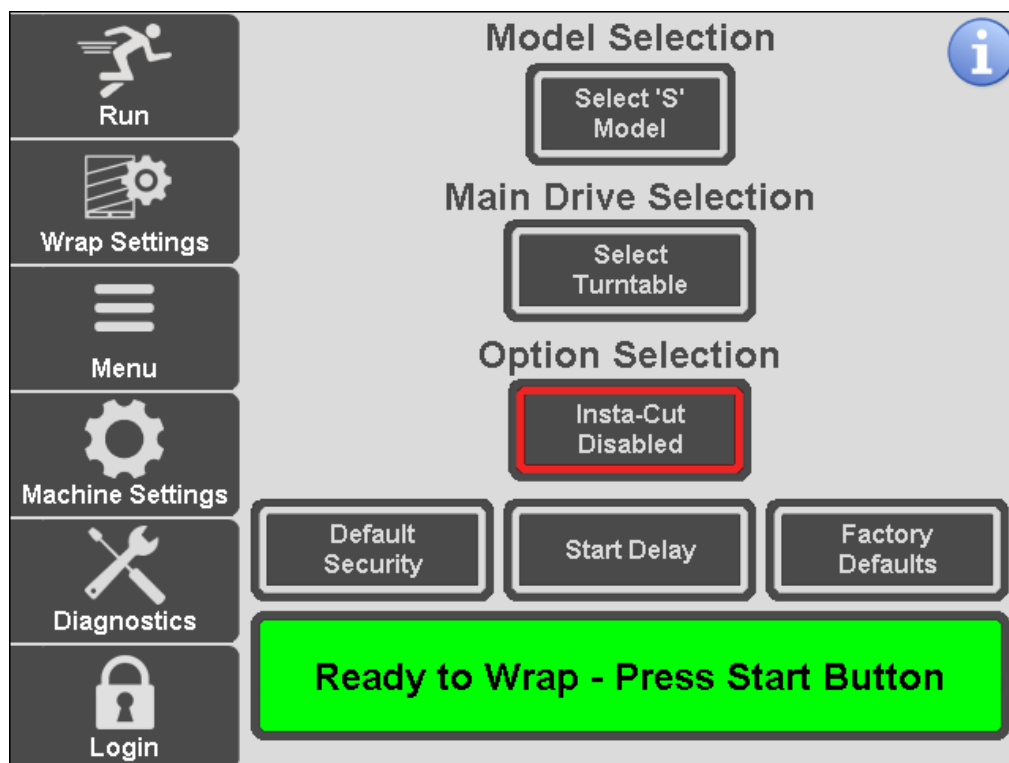 Run
Wrap Settings
Menu
Machine Settings
Diagnostics
Login
Model Selection
i
Select 'S'
Model
Main Drive Selection
Select
Turntable
Option Selection
Insta-Cut
Disabled
Default
Security
Start Delay
Factory
Defaults
Ready to Wrap - Press Start Button